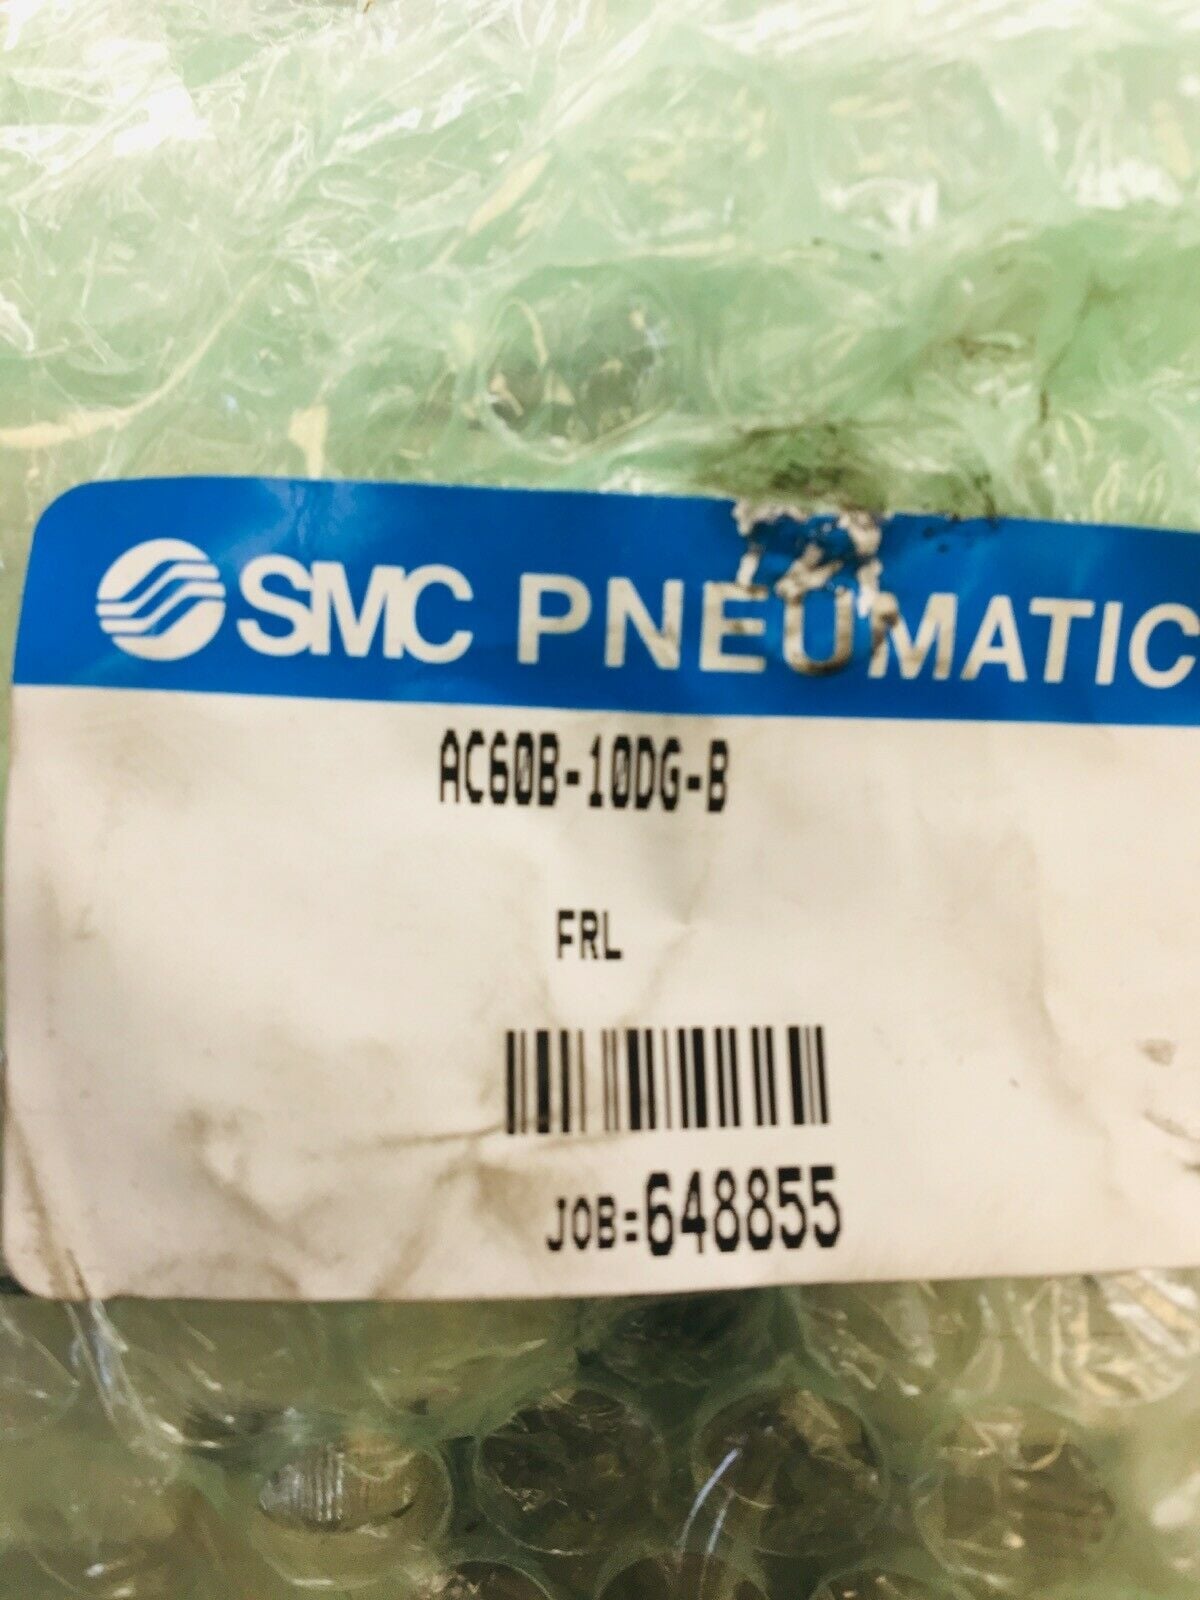 SMC PNEUMATIC
AC60B-10DG-B
FRL
JOB=648855